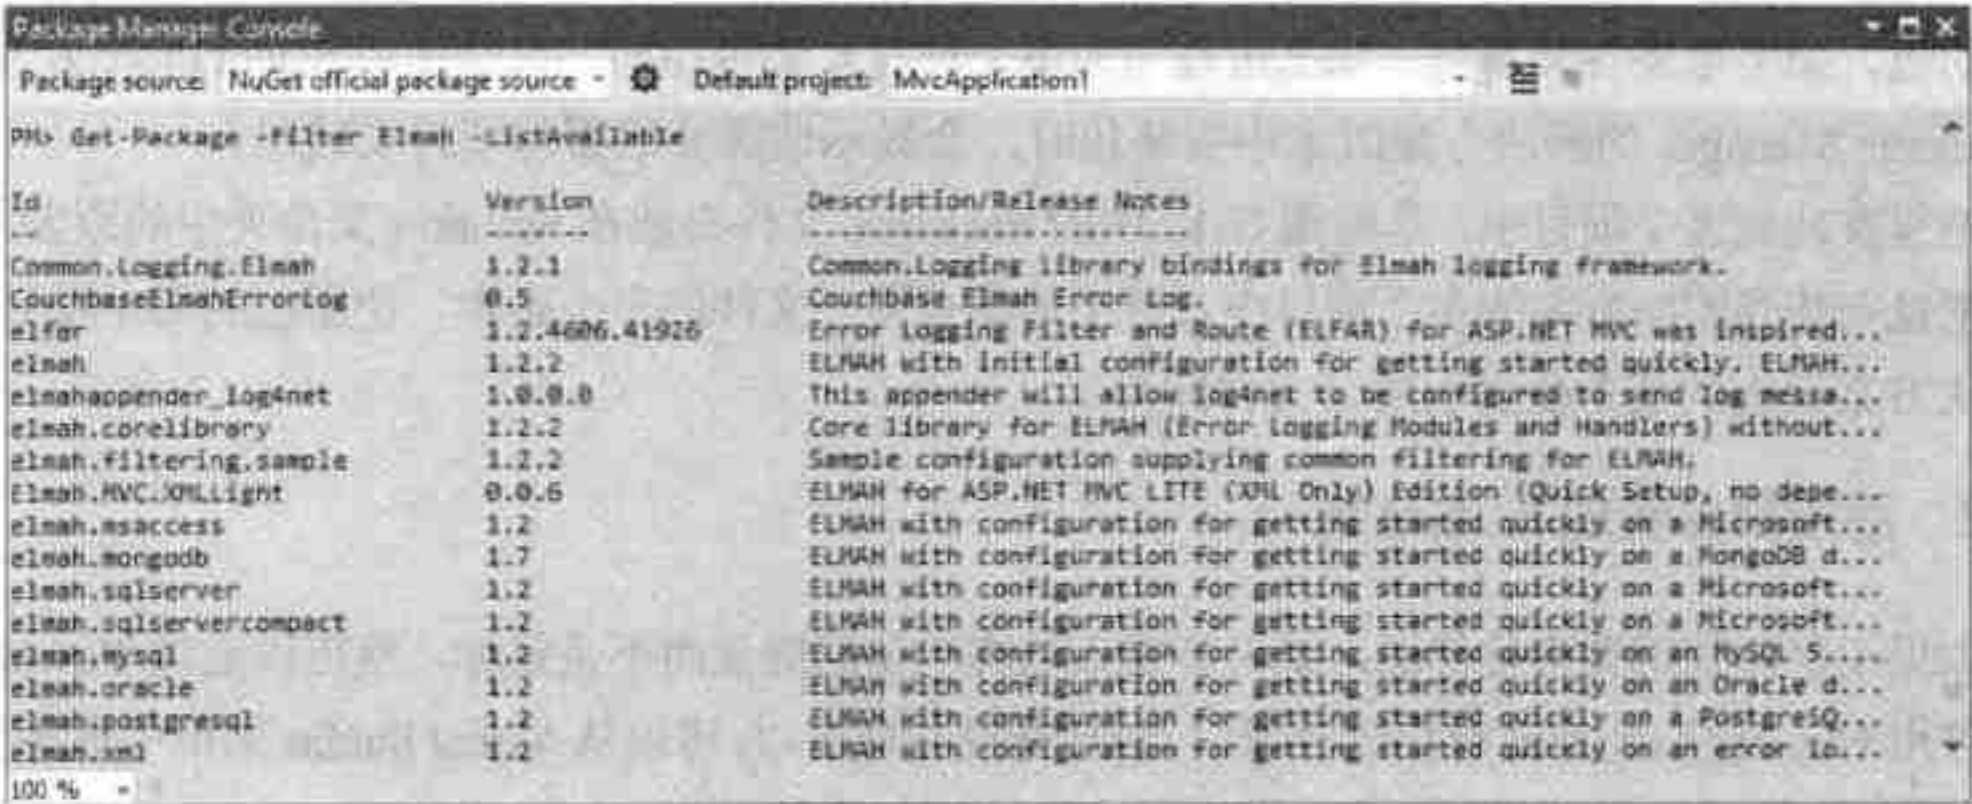 Package Manager Console
Package source: NuGet official package source Default project: MvcApplication1
PM> Get-Package -Filter Elmah -ListAvailable
Id Version Description/Release Notes
-- ------- -------------------------
Common.Logging.Elmah 1.2.1 Common.Logging library bindings for Elmah logging framework.
CouchbaseElmahErrorLog 0.5 Couchbase Elmah Error Log.
elfar 1.2.4606.41926 Error Logging Filter and Route (ELFAR) for ASP.NET MVC was inspired...
elmah 1.2.2 ELMAH with initial configuration for getting started quickly. ELMAH...
elmahappender_log4net 1.0.0.0 This appender will allow log4net to be configured to send log messa...
elmah.corelibrary 1.2.2 Core library for ELMAH (Error Logging Modules and Handlers) without...
elmah.filtering.sample 1.2.2 Sample configuration supplying common filtering for ELMAH.
Elmah.MVC.XMLLight 0.0.6 ELMAH for ASP.NET MVC LITE (XML Only) Edition (Quick Setup, no depe...
elmah.msaccess 1.2 ELMAH with configuration for getting started quickly on a Microsoft...
elmah.mongodb 1.7 ELMAH with configuration for getting started quickly on a MongoDB d...
elmah.sqlserver 1.2 ELMAH with configuration for getting started quickly on a Microsoft...
elmah.sqlservercompact 1.2 ELMAH with configuration for getting started quickly on a Microsoft...
elmah.mysql 1.2 ELMAH with configuration for getting started quickly on an MySQL 5....
elmah.oracle 1.2 ELMAH with configuration for getting started quickly on an Oracle d...
elmah.postgresql 1.2 ELMAH with configuration for getting started quickly on a PostgreSQ...
elmah.xml 1.2 ELMAH with configuration for getting started quickly on an error lo...
100 %